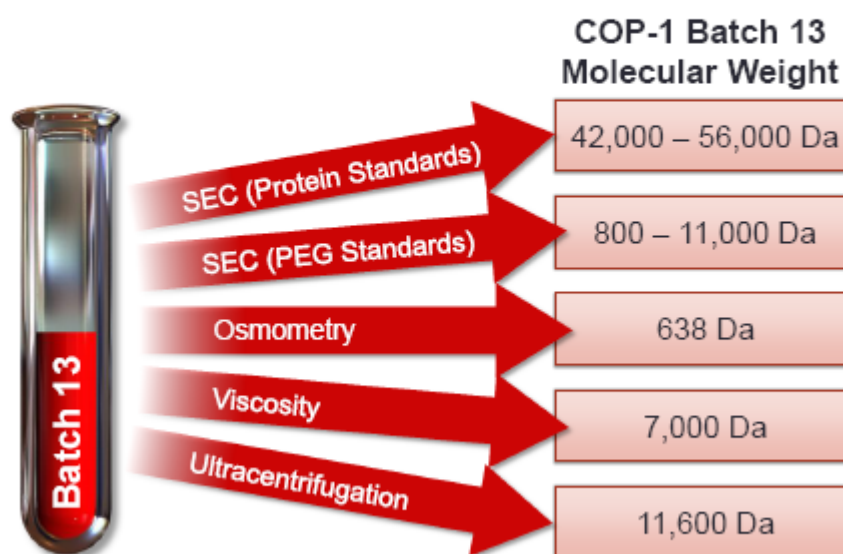 COP-1 Batch 13
Molecular Weight
SEC (Protein Standards)
42,000 – 56,000 Da
SEC (PEG Standards)
800 – 11,000 Da
Osmometry
638 Da
Viscosity
7,000 Da
Ultracentrifugation
11,600 Da
Batch 13